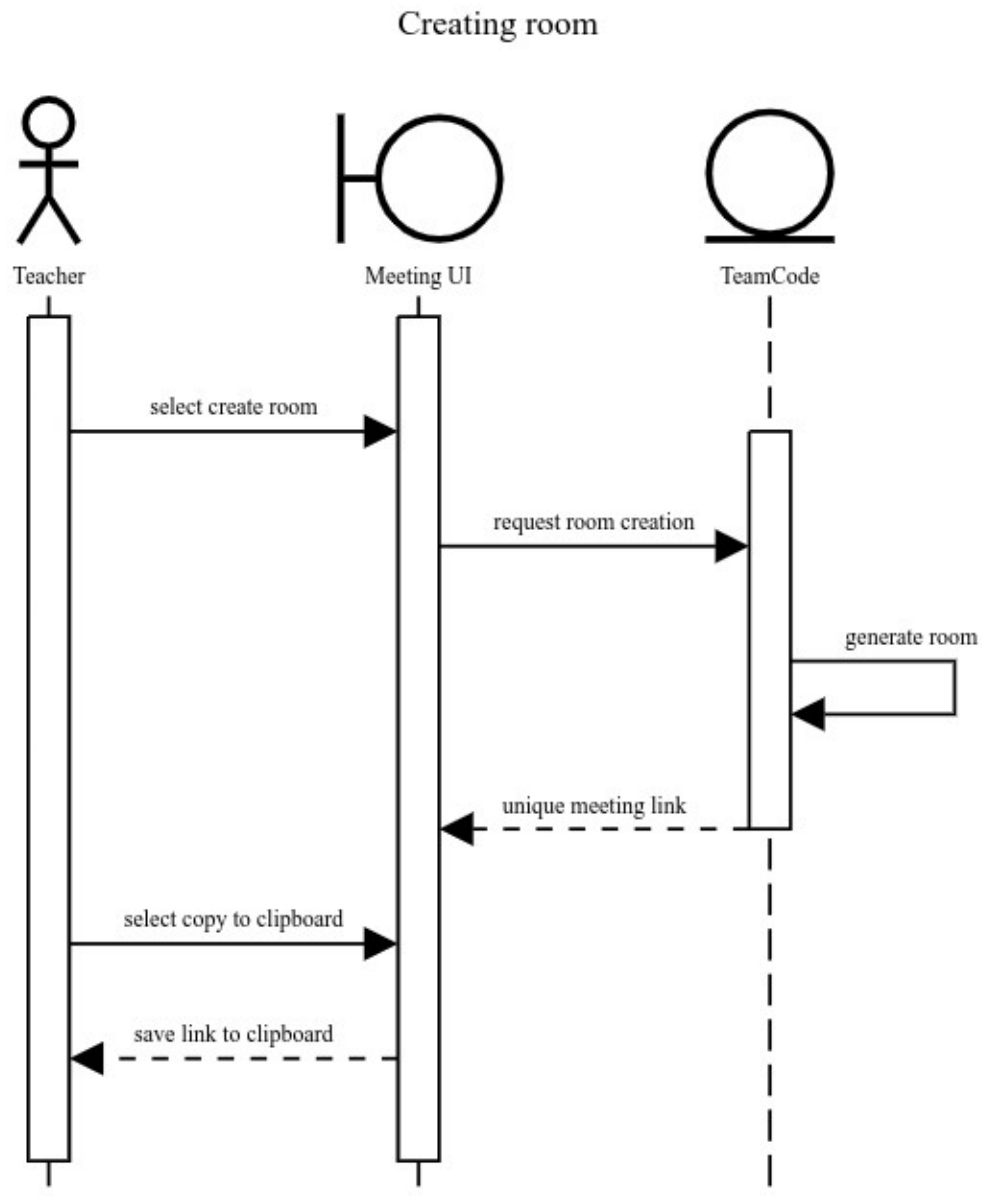 Creating room
Teacher
Meeting UI
TeamCode
select create room
request room creation
generate room
unique meeting link
select copy to clipboard
save link to clipboard